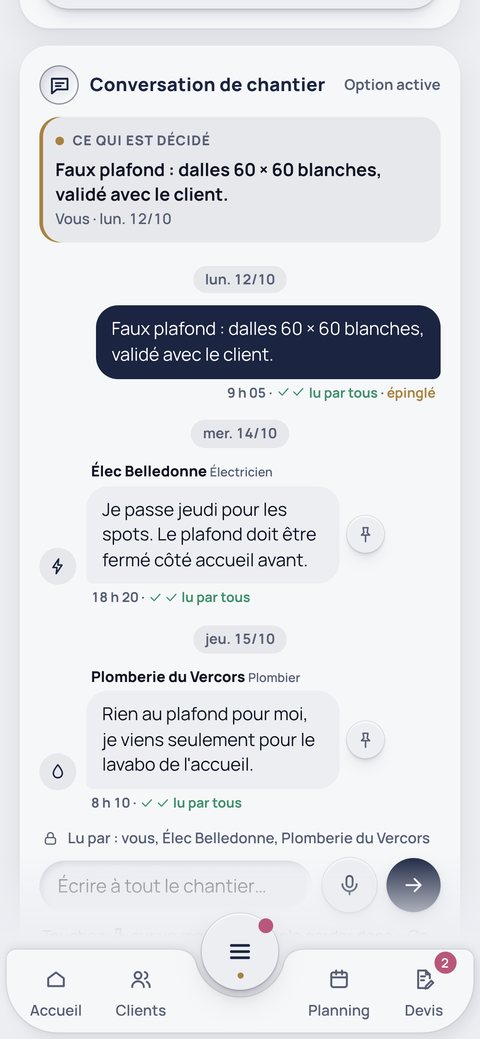 Conversation de chantier
Option active
CE QUI EST DÉCIDÉ
Faux plafond : dalles 60 × 60 blanches,
validé avec le client.
Vous · lun. 12/10
lun. 12/10
Faux plafond : dalles 60 × 60 blanches,
validé avec le client.
9 h 05 · ✓✓ lu par tous · épinglé
mer. 14/10
Élec Belledonne Électricien
Je passe jeudi pour les
spots. Le plafond doit être
fermé côté accueil avant.
18 h 20 · ✓✓ lu par tous
jeu. 15/10
Plomberie du Vercors Plombier
Rien au plafond pour moi,
je viens seulement pour le
lavabo de l'accueil.
8 h 10 · ✓✓ lu par tous
Lu par : vous, Élec Belledonne, Plomberie du Vercors
Écrire à tout le chantier…
2
Accueil
Clients
Planning
Devis